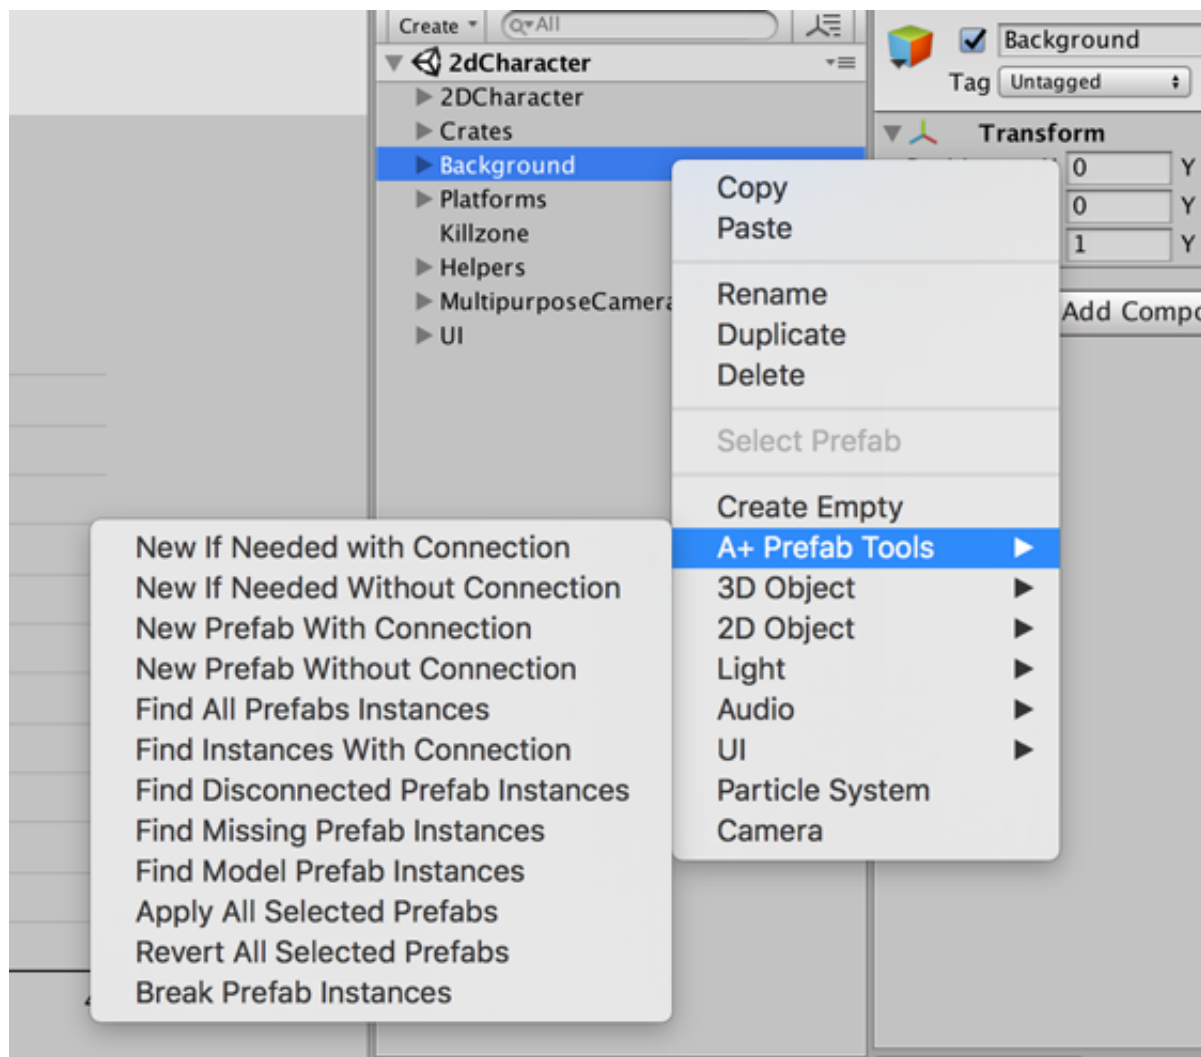 Create
All
2dCharacter
2DCharacter
Crates
Background
Platforms
Killzone
Helpers
MultipurposeCamera
UI
Background
Tag Untagged
Transform
0 Y
0 Y
1 Y
Add Compo
Copy
Paste
Rename
Duplicate
Delete
Select Prefab
Create Empty
A+ Prefab Tools
3D Object
2D Object
Light
Audio
UI
Particle System
Camera
New If Needed with Connection
New If Needed Without Connection
New Prefab With Connection
New Prefab Without Connection
Find All Prefabs Instances
Find Instances With Connection
Find Disconnected Prefab Instances
Find Missing Prefab Instances
Find Model Prefab Instances
Apply All Selected Prefabs
Revert All Selected Prefabs
Break Prefab Instances